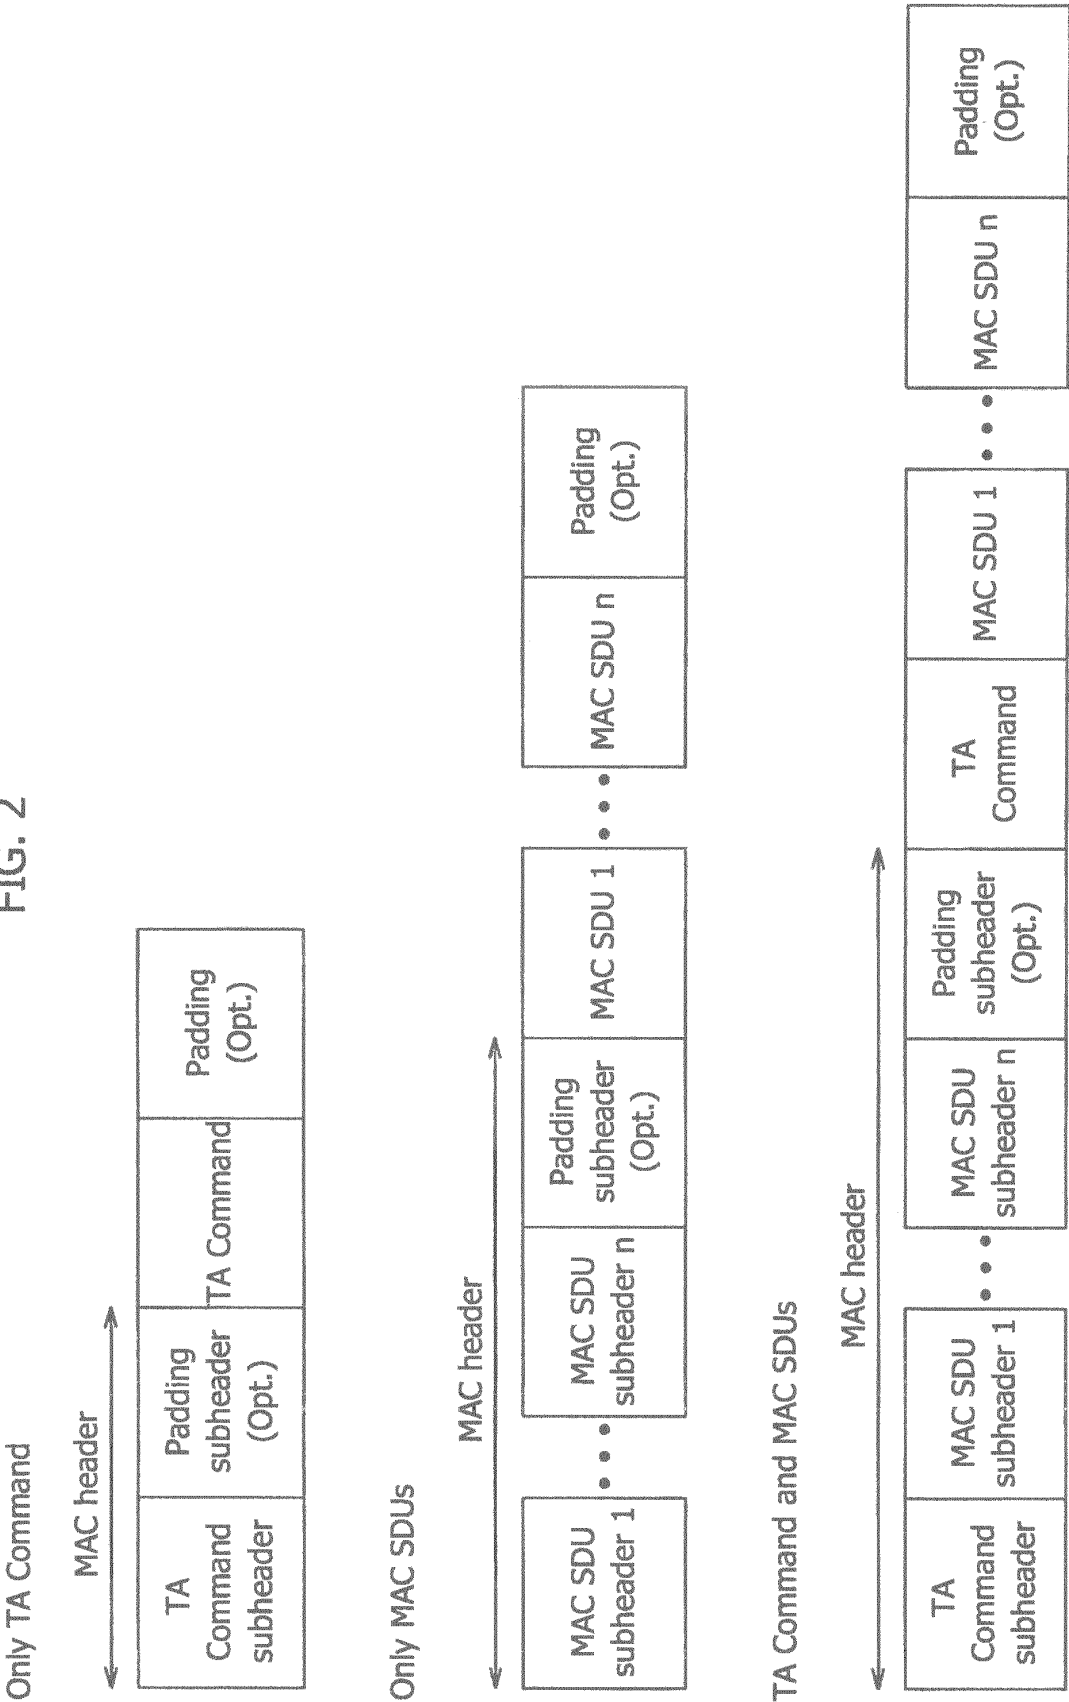 FIG. 2
Only TA Command
MAC header
TA
Command
subheader
Padding
subheader
(Opt.)
TA Command
Padding
(Opt.)
Only MAC SDUs
MAC header
MAC SDU
subheader 1
• • •
MAC SDU
subheader n
Padding
subheader
(Opt.)
MAC SDU 1
• • •
MAC SDU n
Padding
(Opt.)
TA Command and MAC SDUs
MAC header
TA
Command
subheader
MAC SDU
subheader 1
• • •
MAC SDU
subheader n
Padding
subheader
(Opt.)
TA
Command
MAC SDU 1
• • •
MAC SDU n
Padding
(Opt.)